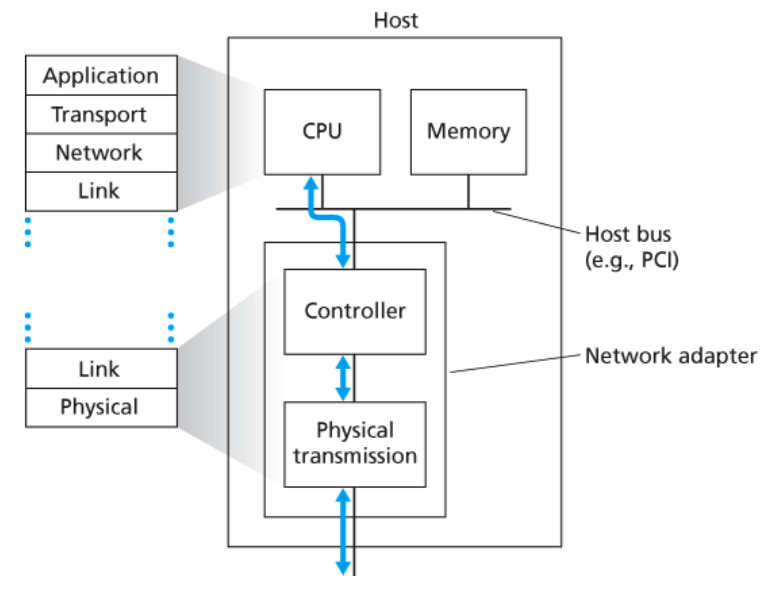 Host
Application
Transport
Network
Link
CPU
Memory
Host bus
(e.g., PCI)
Controller
Network adapter
Link
Physical
Physical
transmission